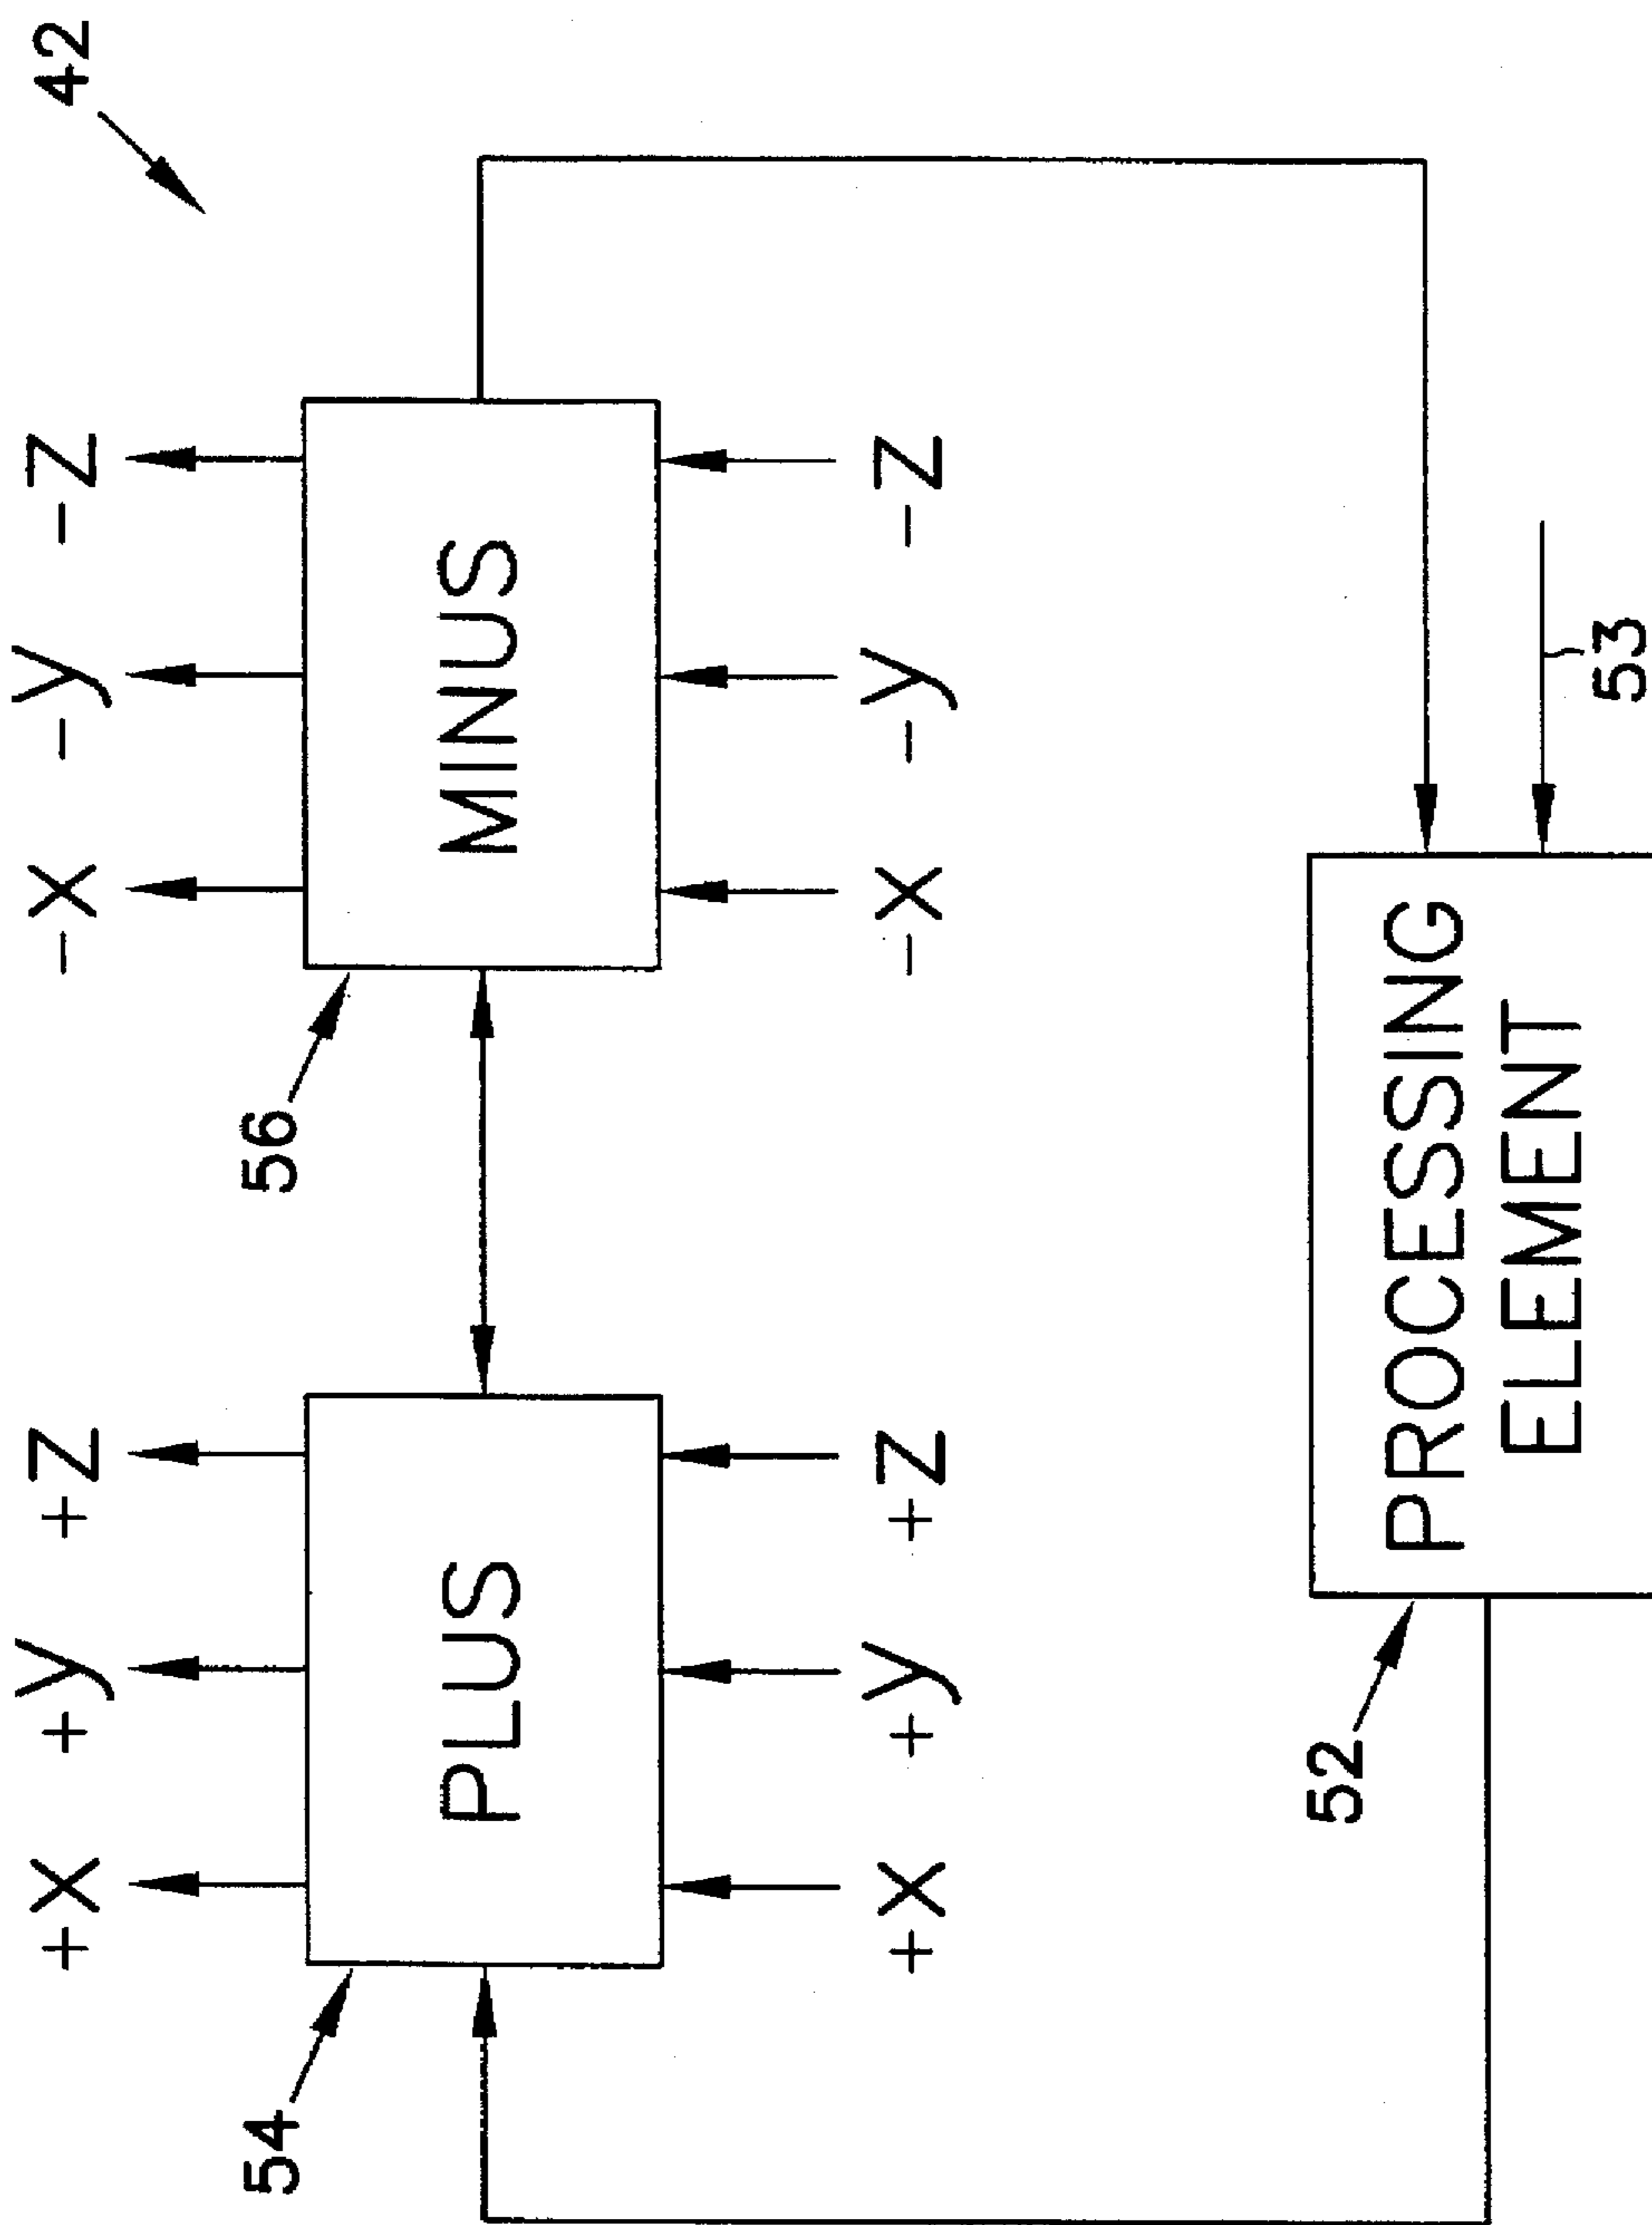 42
+X +y +Z -X -y -Z
54 56
PLUS MINUS
+X +y +Z -X -y -Z
52
PROCESSING
ELEMENT
53